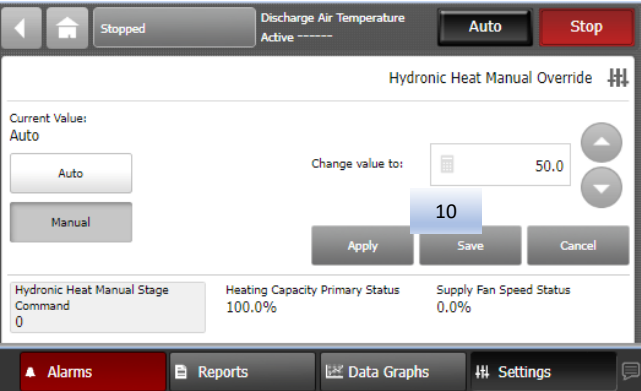 Stopped
Discharge Air Temperature
Active ------
Auto
Stop
Hydronic Heat Manual Override
Current Value:
Auto
Auto
Manual
Change value to:
50.0
10
Apply
Save
Cancel
Hydronic Heat Manual Stage
Command
0
Heating Capacity Primary Status
100.0%
Supply Fan Speed Status
0.0%
Alarms
Reports
Data Graphs
Settings